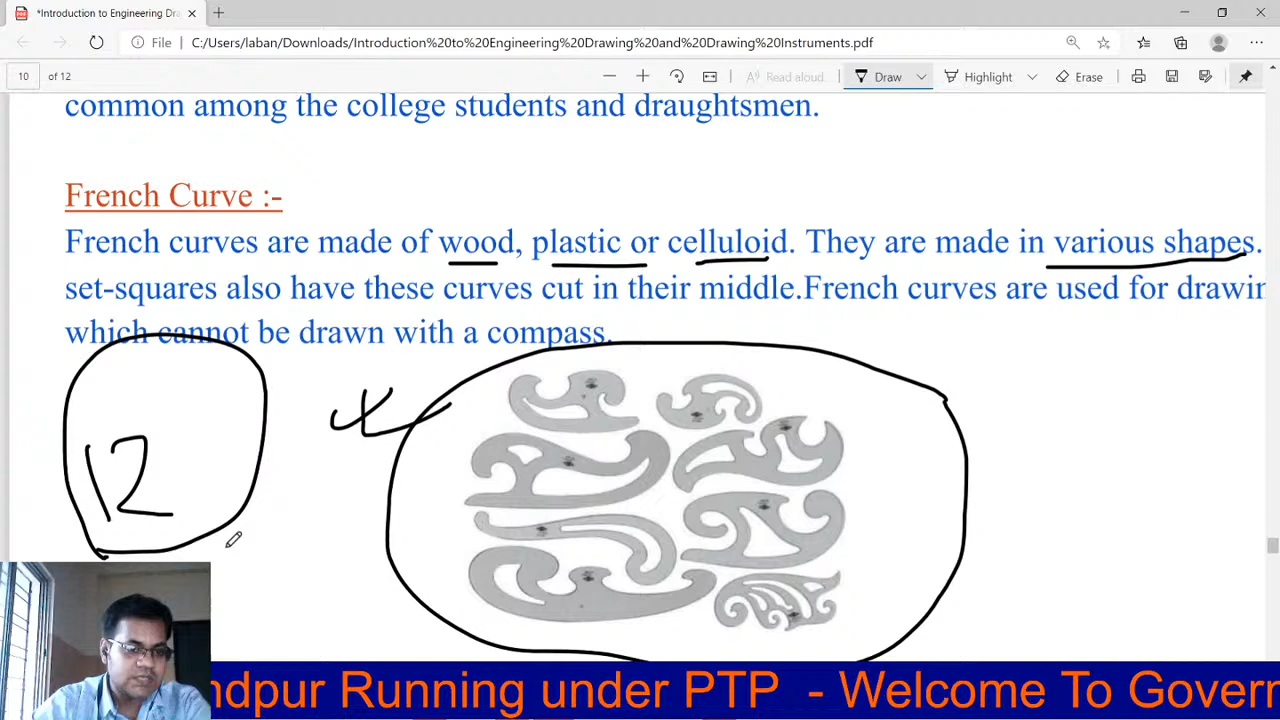 *Introduction to Engineering Dra
File C:/Users/laban/Downloads/Introduction%20to%20Engineering%20Drawing%20and%20Drawing%20Instruments.pdf
10 of 12 Read aloud Draw Highlight Erase
common among the college students and draughtsmen.
French Curve :-
French curves are made of wood, plastic or celluloid. They are made in various shapes.
set-squares also have these curves cut in their middle.French curves are used for drawin
which cannot be drawn with a compass.
12
ndpur Running under PTP - Welcome To Govern